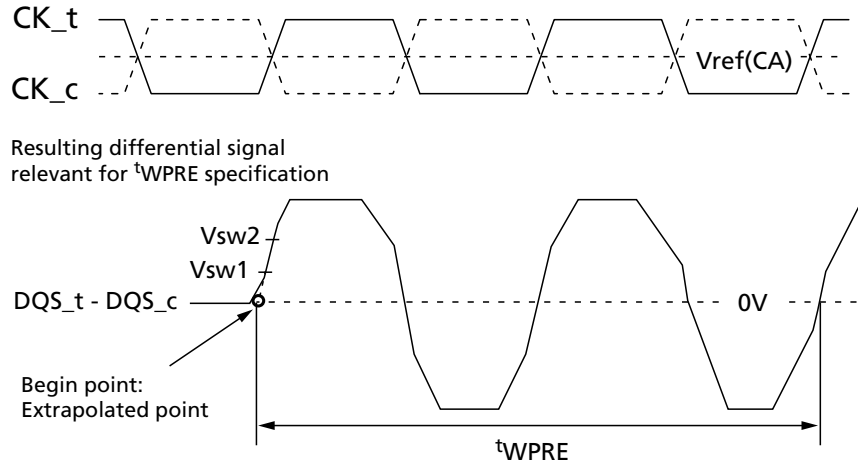 CK_t
Vref(CA)
CK_c
Resulting differential signal
relevant for tWPRE specification
Vsw2
Vsw1
DQS_t - DQS_c
0V
Begin point:
Extrapolated point
tWPRE